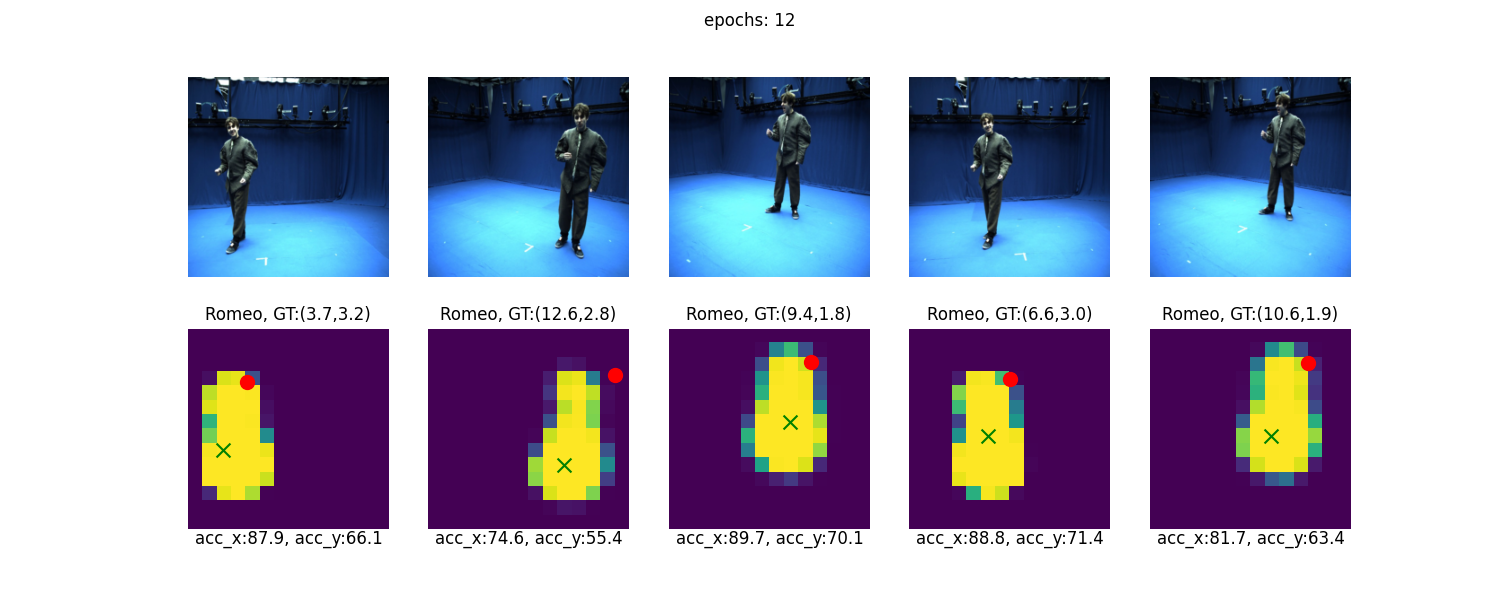 epochs: 12
Romeo, GT:(3.7,3.2)
Romeo, GT:(12.6,2.8)
Romeo, GT:(9.4,1.8)
Romeo, GT:(6.6,3.0)
Romeo, GT:(10.6,1.9)
acc_x:87.9, acc_y:66.1
acc_x:74.6, acc_y:55.4
acc_x:89.7, acc_y:70.1
acc_x:88.8, acc_y:71.4
acc_x:81.7, acc_y:63.4